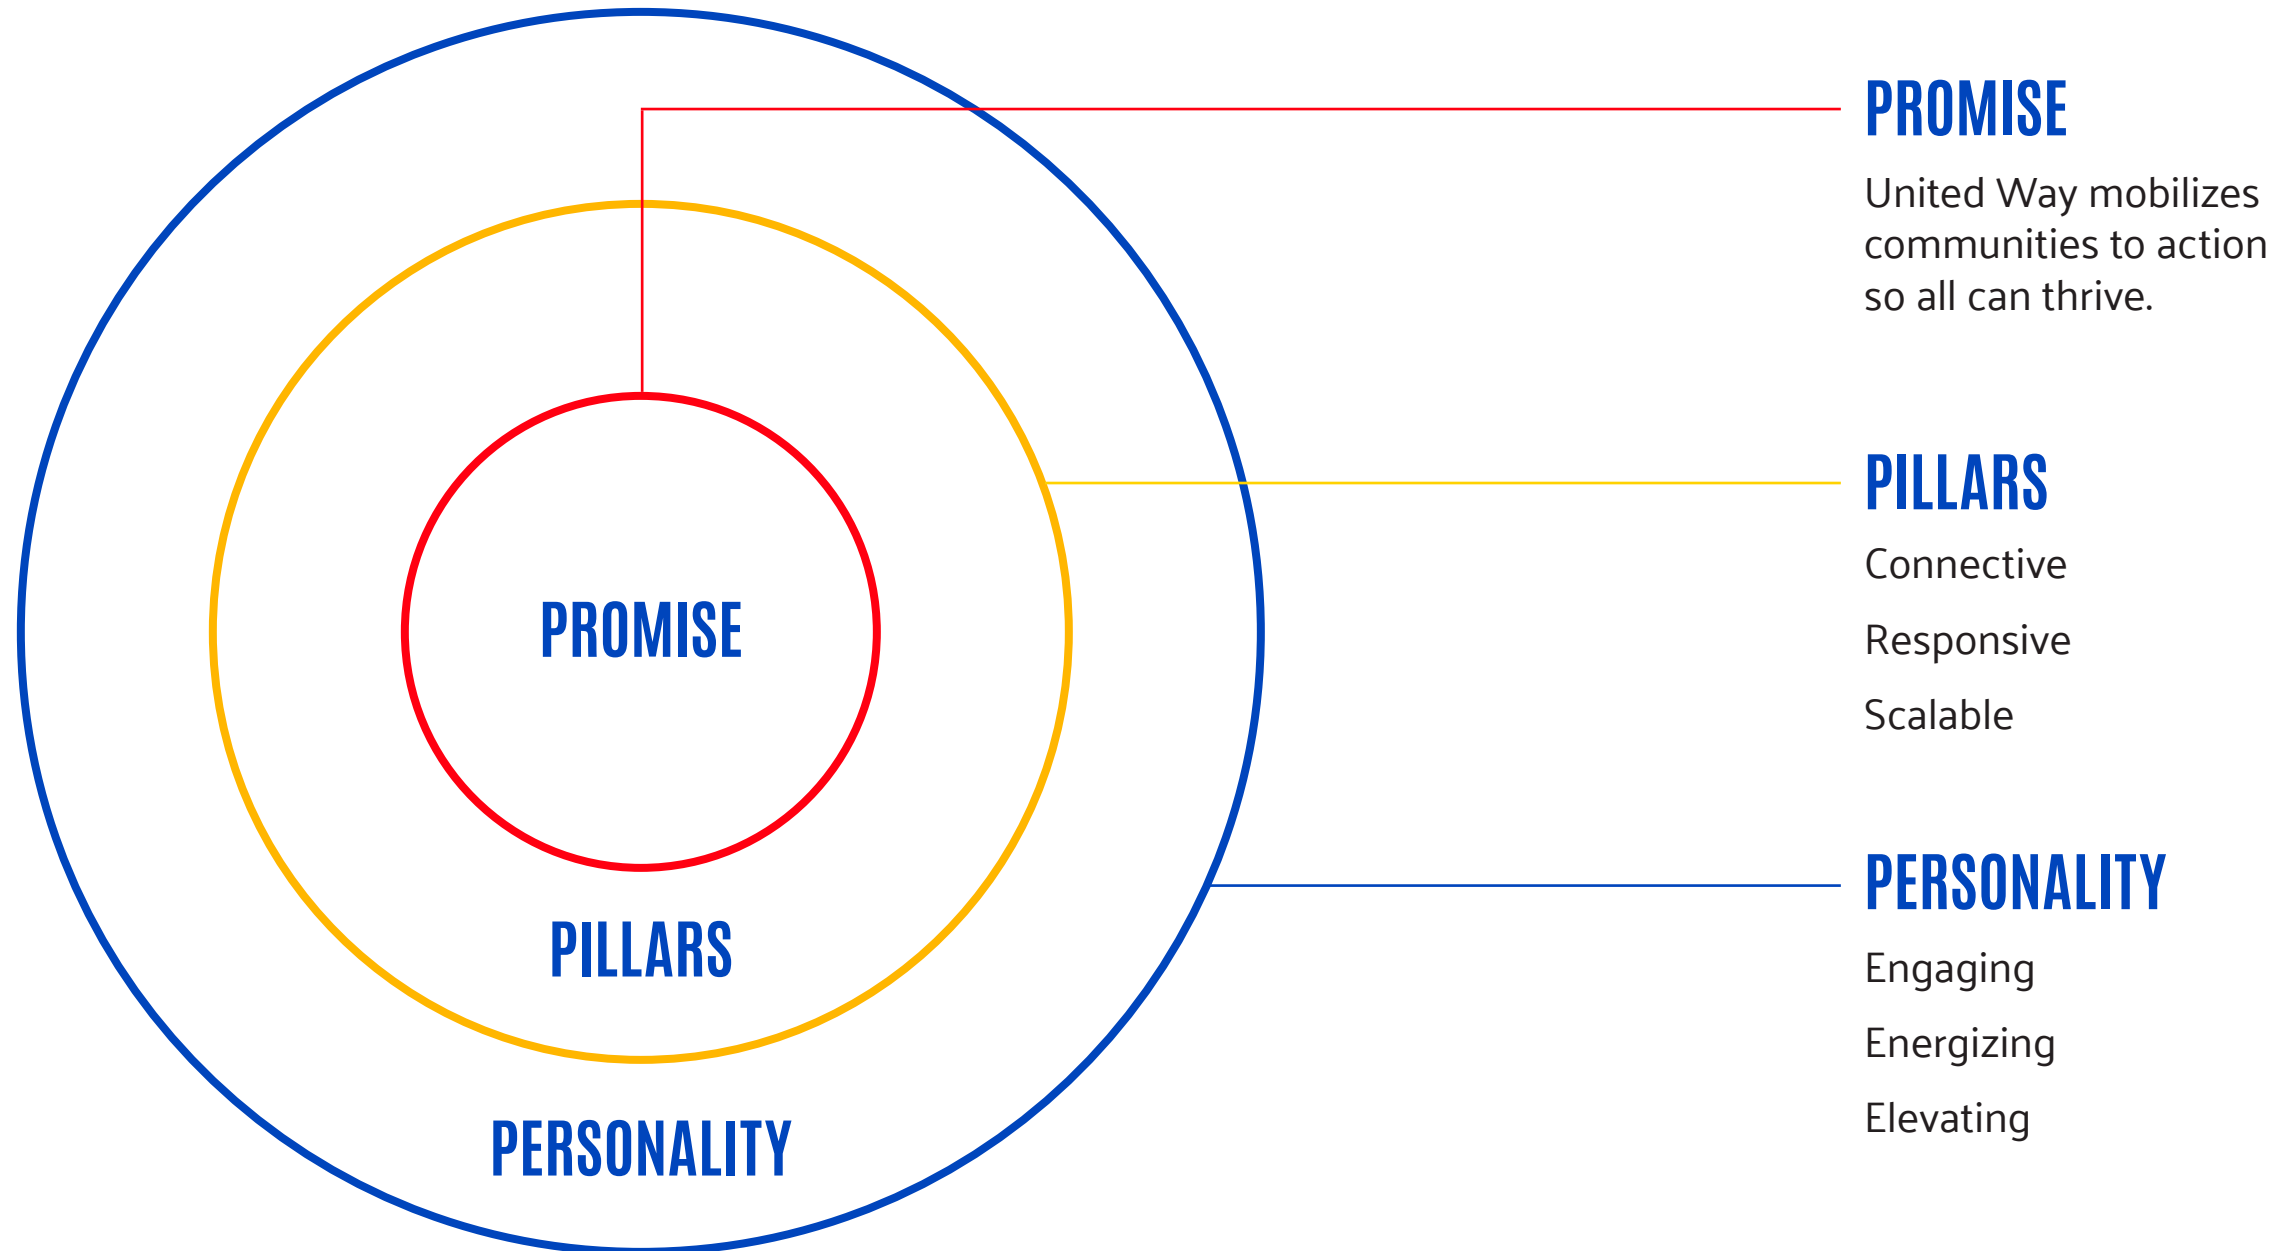 PROMISE
PILLARS
PERSONALITY
PROMISE
United Way mobilizes
communities to action
so all can thrive.
PILLARS
Connective
Responsive
Scalable
PERSONALITY
Engaging
Energizing
Elevating